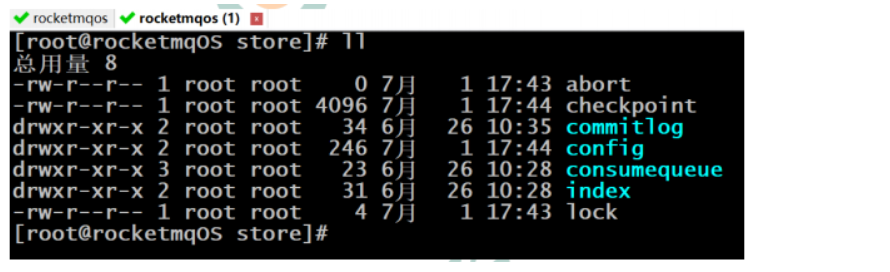 rocketmqos rocketmqos (1)
[root@rocketmqOS store]# ll
总用量 8
-rw-r--r-- 1 root root 0 7月 1 17:43 abort
-rw-r--r-- 1 root root 4096 7月 1 17:44 checkpoint
drwxr-xr-x 2 root root 34 6月 26 10:35 commitlog
drwxr-xr-x 2 root root 246 7月 1 17:44 config
drwxr-xr-x 3 root root 23 6月 26 10:28 consumequeue
drwxr-xr-x 2 root root 31 6月 26 10:28 index
-rw-r--r-- 1 root root 4 7月 1 17:43 lock
[root@rocketmqOS store]#